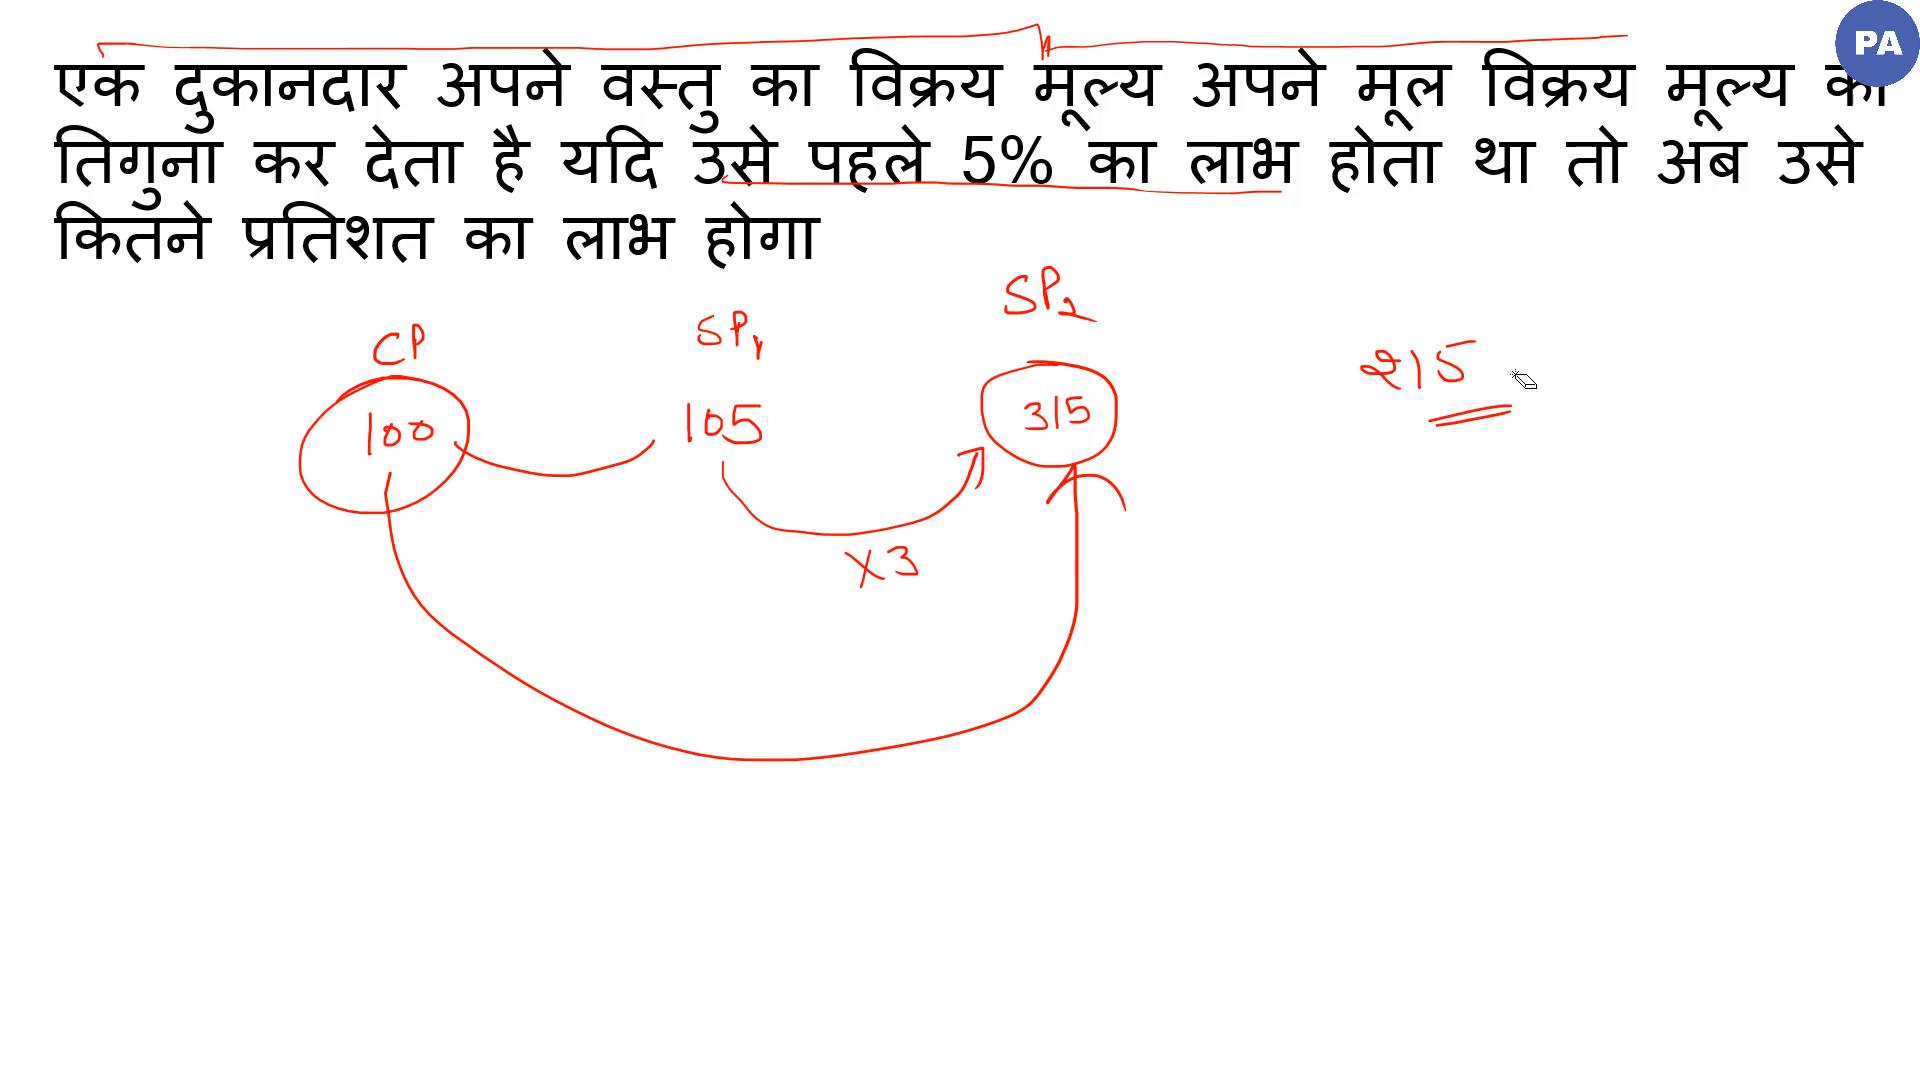 PA
एक दुकानदार अपने वस्तु का विक्रय मूल्य अपने मूल विक्रय मूल्य का
तिगुना कर देता है यदि उसे पहले 5% का लाभ होता था तो अब उसे
कितने प्रतिशत का लाभ होगा
CP SP₁ SP₂
100 105 315 215
X3